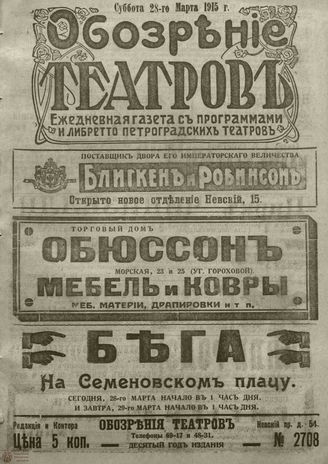 Суббота 28-го Марта 1915 г.
Обозрѣніе
ТЕАТРОВЪ
Ежедневная газета съ программами
и либретто петроградскихъ театровъ
ПОСТАВЩИКЪ ДВОРА ЕГО ИМПЕРАТОРСКАГО ВЕЛИЧЕСТВА
Блигкенъ и Робинсонъ
Открыто новое отдѣленіе Невскій, 15.
ТОРГОВЫЙ ДОМЪ
ОБЮССОНЪ
МОРСКАЯ, 23 и 25 (УГ. ГОРОХОВОЙ).
МЕБЕЛЬ и КОВРЫ
МЕБ. МАТЕРІИ, ДРАПИРОВКИ и т п.
БѢГА
На Семеновскомъ плацу.
СЕГОДНЯ, 28-го МАРТА НАЧАЛО ВЪ 1 ЧАСЪ ДНЯ.
И ЗАВТРА, 29-го МАРТА НАЧАЛО ВЪ 1 ЧАСЪ ДНЯ.
Редакція и Контора ОБОЗРѢНІЯ ТЕАТРОВЪ Невскій пр. д. 54.
Телефоны 69-17 и 48-31.
Цѣна 5 коп. ДЕСЯТЫЙ ГОДЪ ИЗДАНІЯ № 2708